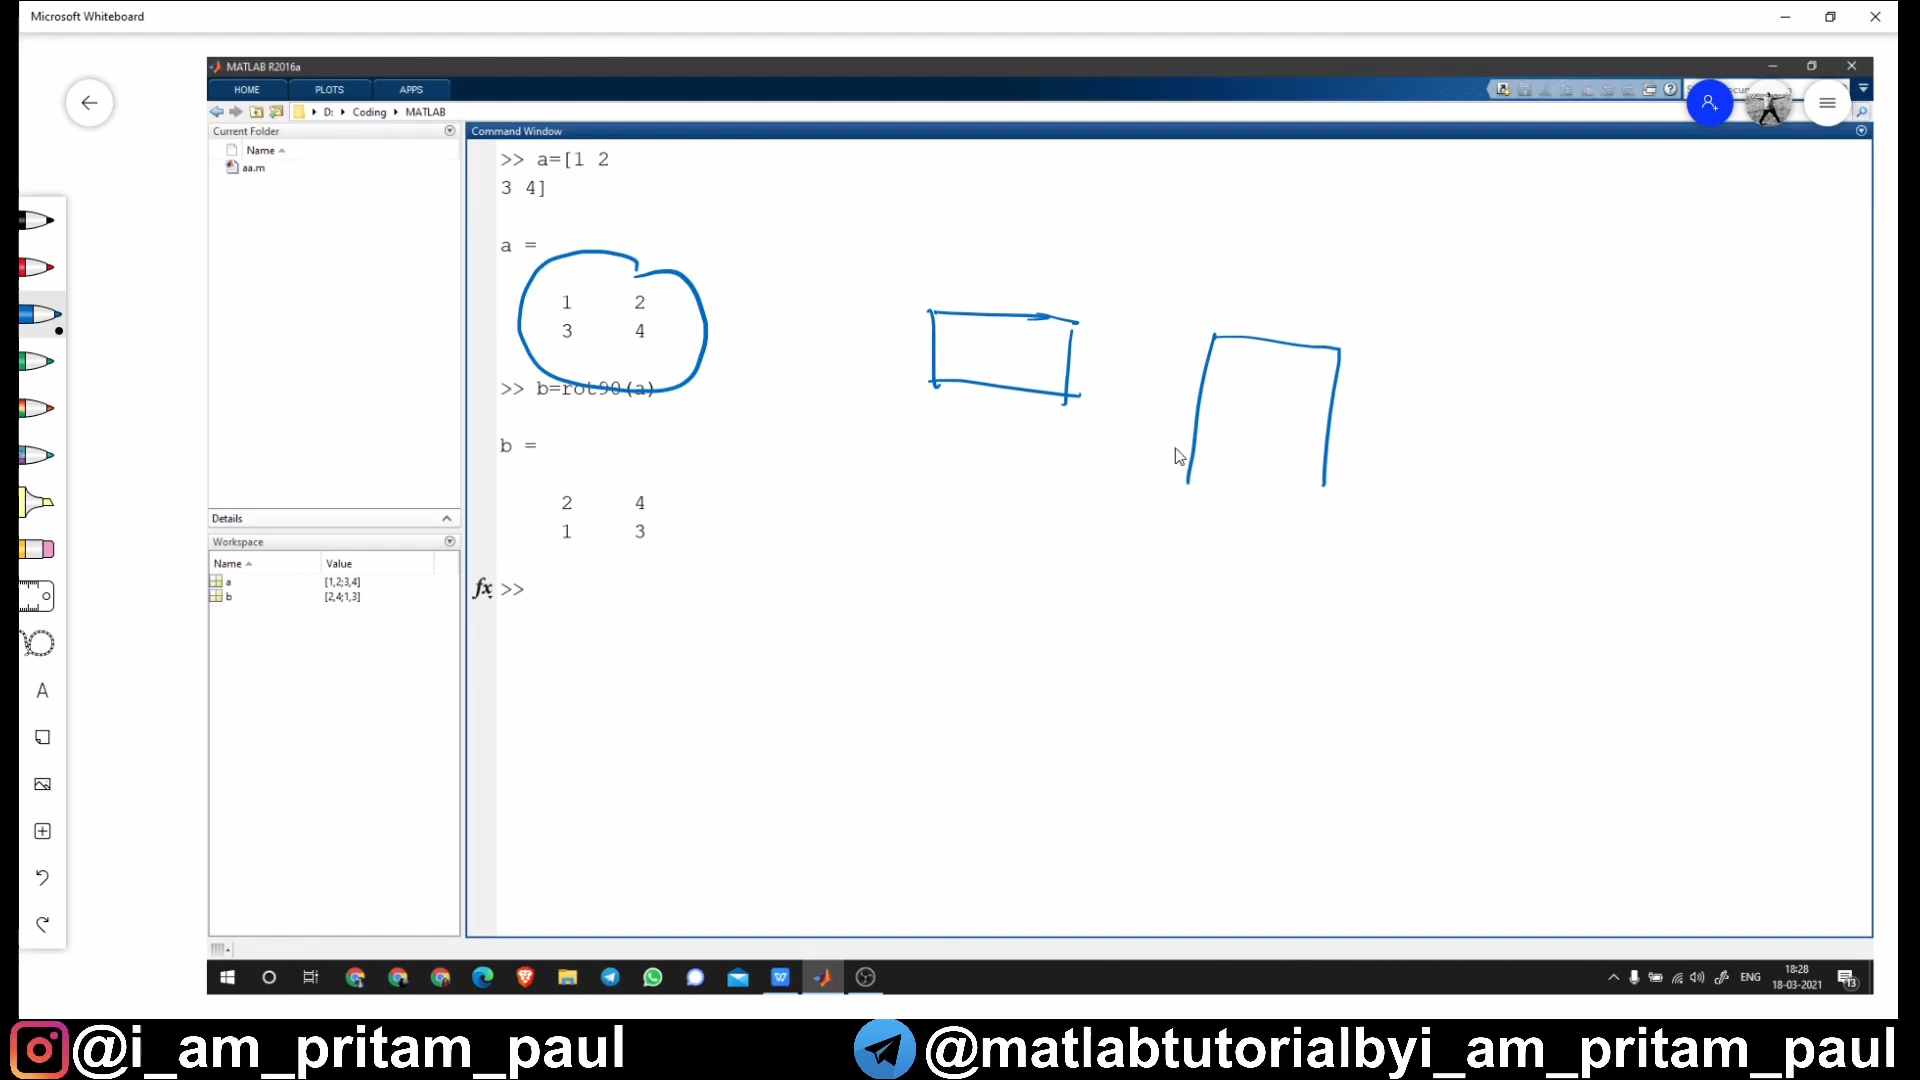 Microsoft Whiteboard
MATLAB R2016a
HOME PLOTS APPS
D: Coding MATLAB
Current Folder
Command Window
Name
aa.m
>> a=[1 2
3 4]
a =
1 2
3 4
>> b=rot90(a)
b =
2 4
1 3
fx >>
Details
Workspace
Name Value
a [1,2;3,4]
b [2,4;1,3]
A
ENG
18:28
18-03-2021
13
@i_am_pritam_paul
@matlabtutorialbyi_am_pritam_paul